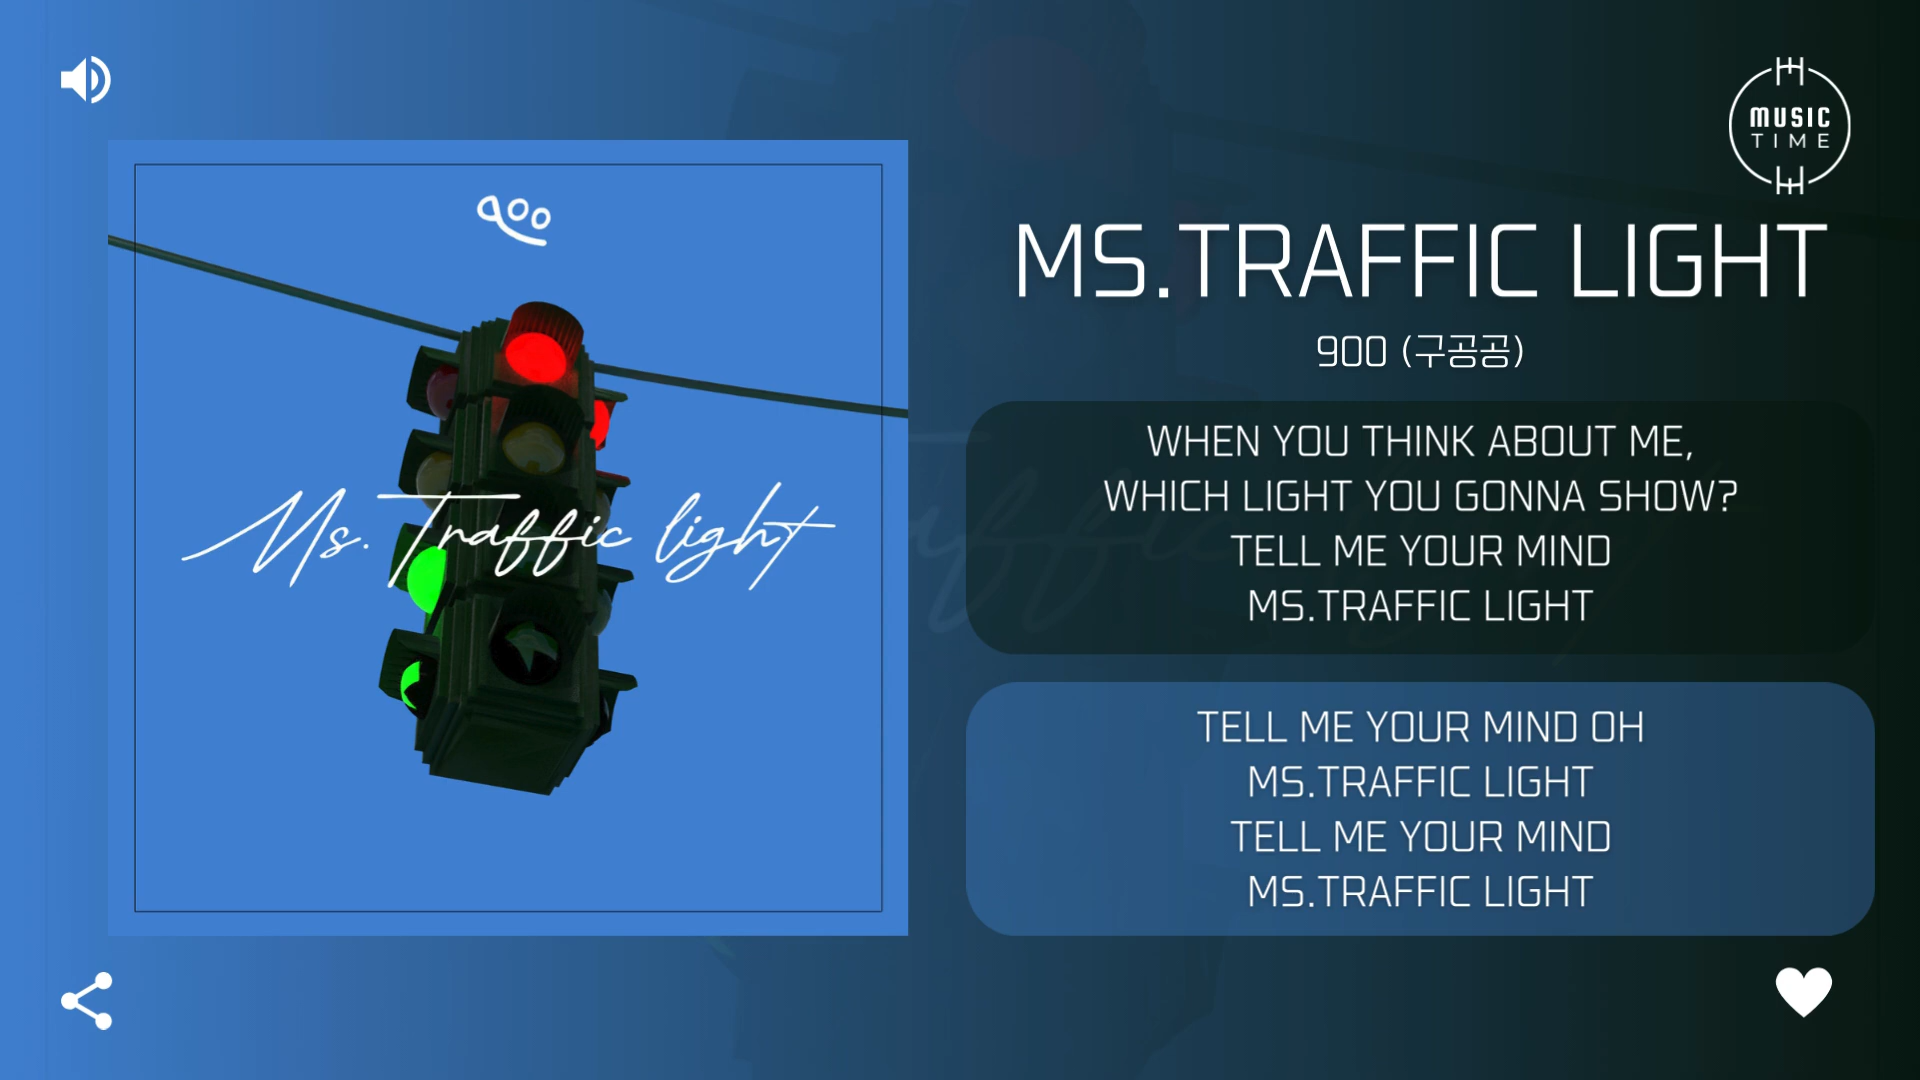 900
Ms. Traffic light
MUSIC
TIME
MS.TRAFFIC LIGHT
900 (구공공)
WHEN YOU THINK ABOUT ME,
WHICH LIGHT YOU GONNA SHOW?
TELL ME YOUR MIND
MS.TRAFFIC LIGHT
TELL ME YOUR MIND OH
MS.TRAFFIC LIGHT
TELL ME YOUR MIND
MS.TRAFFIC LIGHT